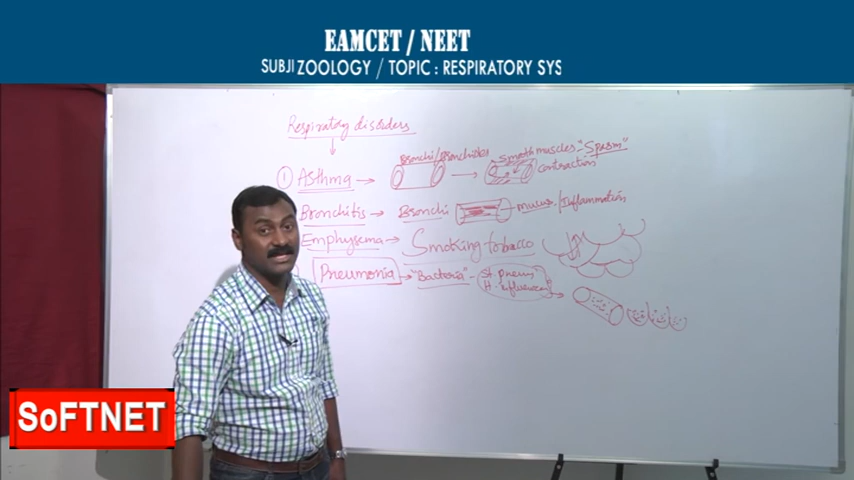 EAMCET / NEET
SUBJI ZOOLOGY / TOPIC : RESPIRATORY SYS
Respiratory disorders
① Asthma → Bronchi/Bronchioles → Smooth muscles - "Spasm"
contraction
Bronchitis → Bronchi mucus /Inflammation
Emphysema → Smoking tobacco
Pneumonia → "Bacteria" - St. pneum
H. influenzae
SoFTNET